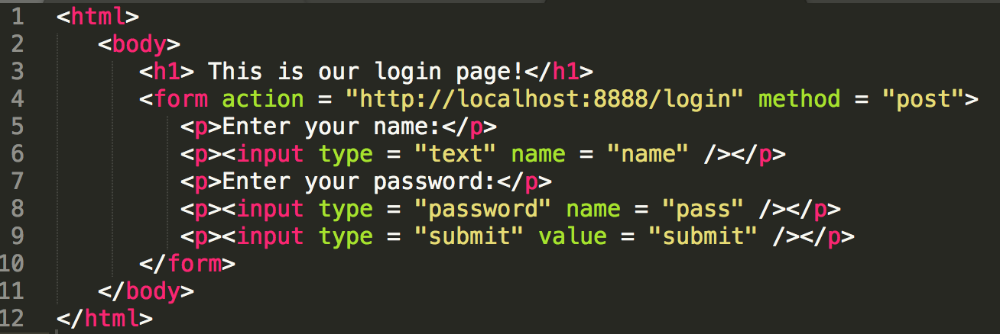 1 <html>
2 <body>
3 <h1> This is our login page!</h1>
4 <form action = "http://localhost:8888/login" method = "post">
5 <p>Enter your name:</p>
6 <p><input type = "text" name = "name" /></p>
7 <p>Enter your password:</p>
8 <p><input type = "password" name = "pass" /></p>
9 <p><input type = "submit" value = "submit" /></p>
10 </form>
11 </body>
12 </html>